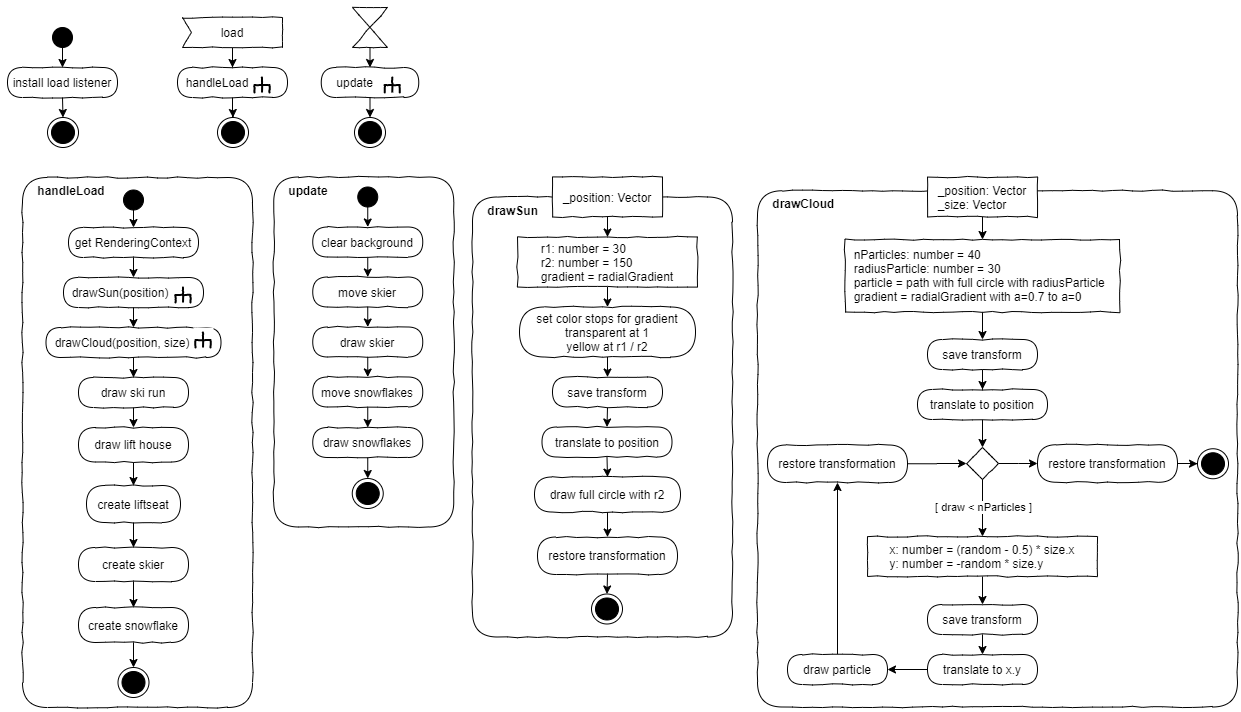 install load listener
load
handleLoad
update
handleLoad
get RenderingContext
drawSun(position)
drawCloud(position, size)
draw ski run
draw lift house
create liftseat
create skier
create snowflake
update
clear background
move skier
draw skier
move snowflakes
draw snowflakes
drawSun
_position: Vector
r1: number = 30
r2: number = 150
gradient = radialGradient
set color stops for gradient
transparent at 1
yellow at r1 / r2
save transform
translate to position
draw full circle with r2
restore transformation
drawCloud
_position: Vector
_size: Vector
nParticles: number = 40
radiusParticle: number = 30
particle = path with full circle with radiusParticle
gradient = radialGradient with a=0.7 to a=0
save transform
translate to position
restore transformation
restore transformation
[ draw < nParticles ]
x: number = (random - 0.5) * size.x
y: number = -random * size.y
save transform
translate to x.y
draw particle